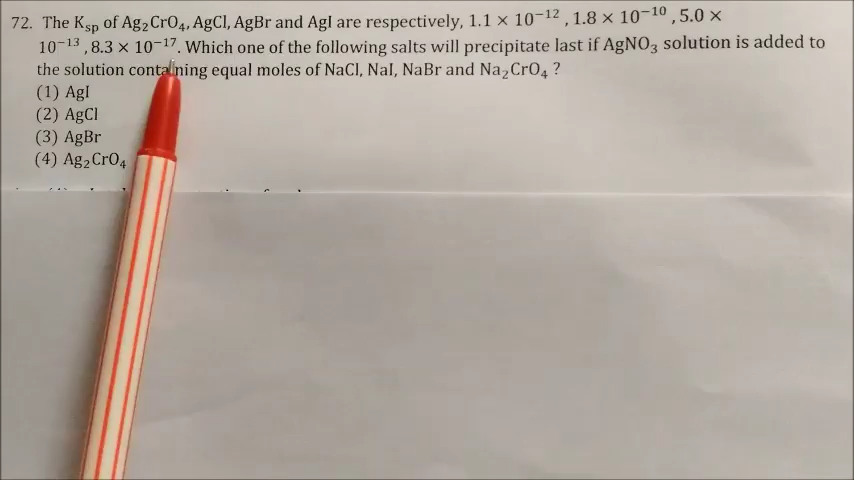 72. The Ksp of Ag₂CrO₄, AgCl, AgBr and AgI are respectively, 1.1 × 10⁻¹² , 1.8 × 10⁻¹⁰ , 5.0 ×
10⁻¹³ , 8.3 × 10⁻¹⁷. Which one of the following salts will precipitate last if AgNO₃ solution is added to
the solution containing equal moles of NaCl, NaI, NaBr and Na₂CrO₄ ?
(1) AgI
(2) AgCl
(3) AgBr
(4) Ag₂CrO₄